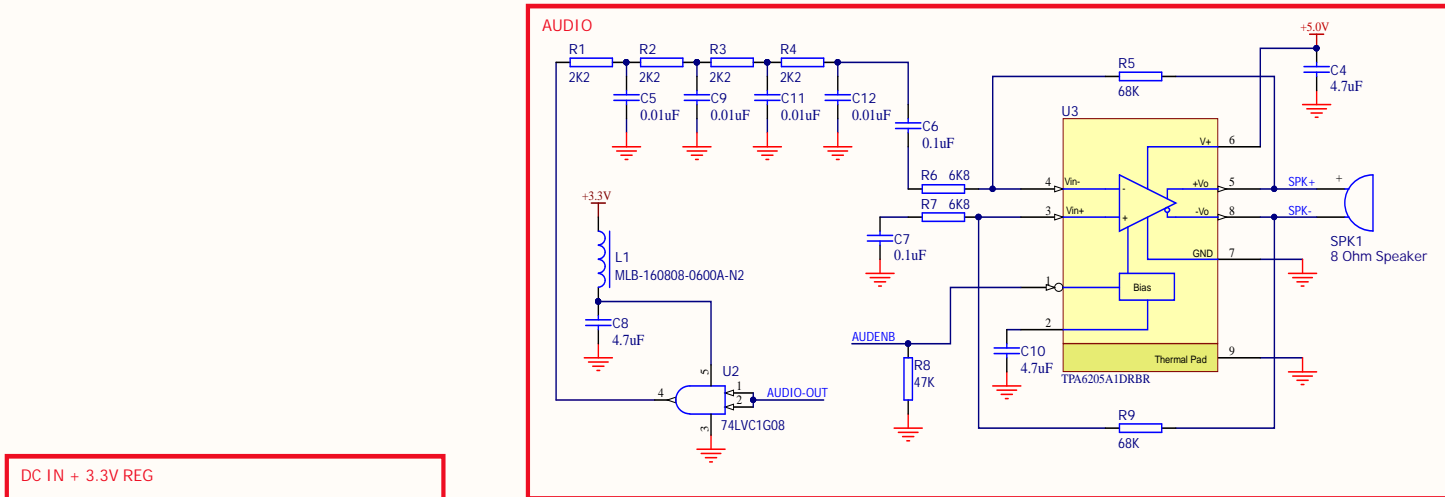 AUDIO
+5.0V
R1
R2
R3
R4
2K2
2K2
2K2
2K2
C5
0.01uF
C9
0.01uF
C11
0.01uF
C12
0.01uF
C6
0.1uF
R5
68K
C4
4.7uF
U3
V+
6
R6 6K8
4
Vin-
-
+Vo
5
SPK+
+
R7 6K8
3
Vin+
+
-Vo
8
SPK-
C7
0.1uF
GND
7
SPK1
8 Ohm Speaker
+3.3V
L1
MLB-160808-0600A-N2
1
Bias
C8
4.7uF
AUDENB
2
C10
4.7uF
R8
47K
Thermal Pad
9
TPA6205A1DRBR
5
U2
4
1
2
AUDIO-OUT
3
74LVC1G08
R9
68K
DC IN + 3.3V REG